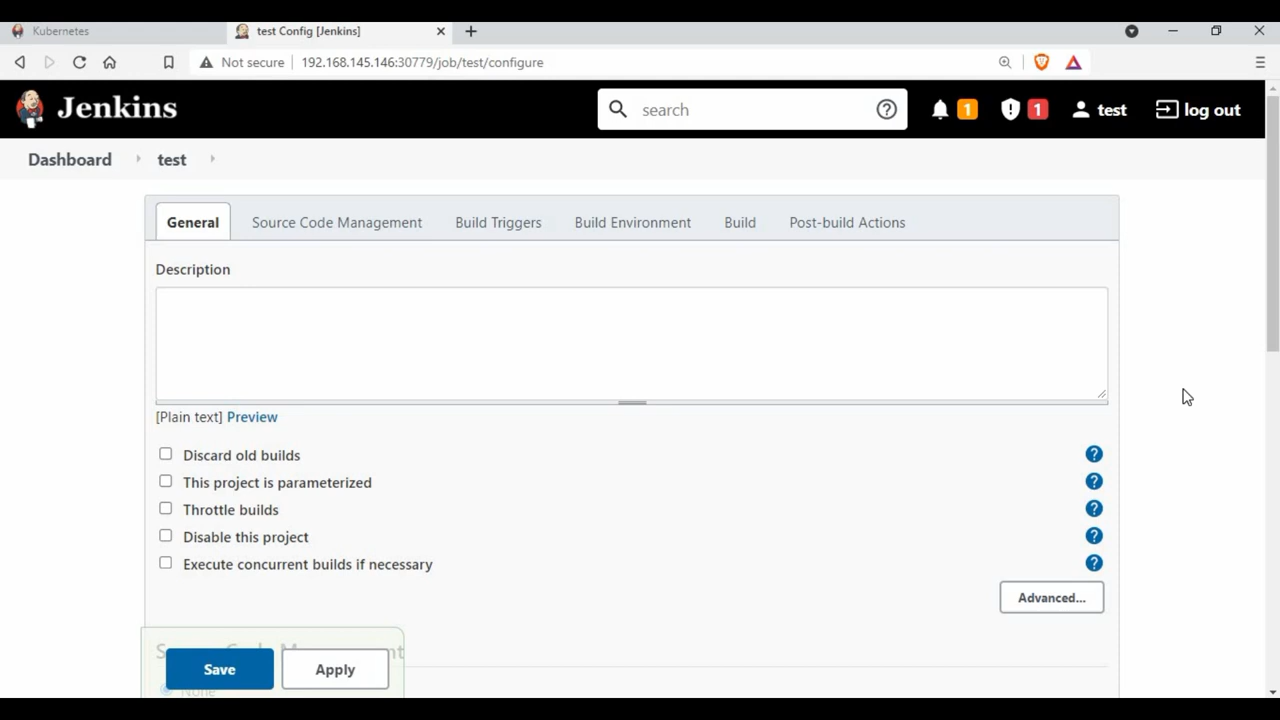 Kubernetes
test Config [Jenkins]
Not secure
192.168.145.146:30779/job/test/configure
Jenkins
search
1
1
test
log out
Dashboard
test
General
Source Code Management
Build Triggers
Build Environment
Build
Post-build Actions
Description
[Plain text] Preview
Discard old builds
This project is parameterized
Throttle builds
Disable this project
Execute concurrent builds if necessary
Advanced...
Save
Apply
None